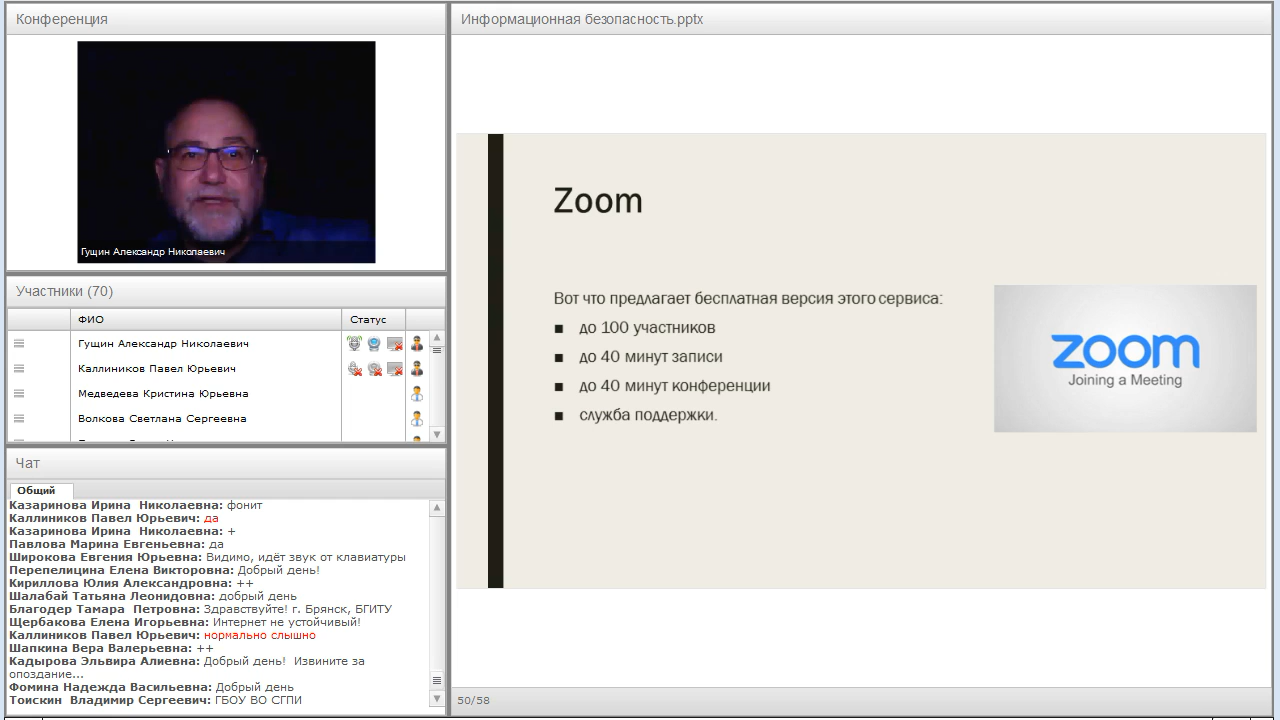 Конференция
Гущин Александр Николаевич
Участники (70)
ФИО
Статус
Гущин Александр Николаевич
Каллиников Павел Юрьевич
Медведева Кристина Юрьевна
Волкова Светлана Сергеевна
Чат
Общий
Казаринова Ирина Николаевна: фонит
Каллиников Павел Юрьевич: да
Казаринова Ирина Николаевна: +
Павлова Марина Евгеньевна: да
Широкова Евгения Юрьевна: Видимо, идёт звук от клавиатуры
Перепелицина Елена Викторовна: Добрый день!
Кириллова Юлия Александровна: ++
Шалабай Татьяна Леонидовна: добрый день
Благодер Тамара Петровна: Здравствуйте! г. Брянск, БГИТУ
Щербакова Елена Игорьевна: Интернет не устойчивый!
Каллиников Павел Юрьевич: нормально слышно
Шапкина Вера Валерьевна: ++
Кадырова Эльвира Алиевна: Добрый день! Извините за
опоздание...
Фомина Надежда Васильевна: Добрый день
Тоискин Владимир Сергеевич: ГБОУ ВО СГПИ
Информационная безопасность.pptx
Zoom
Вот что предлагает бесплатная версия этого сервиса:
■ до 100 участников
■ до 40 минут записи
■ до 40 минут конференции
■ служба поддержки.
zoom
Joining a Meeting
50/58